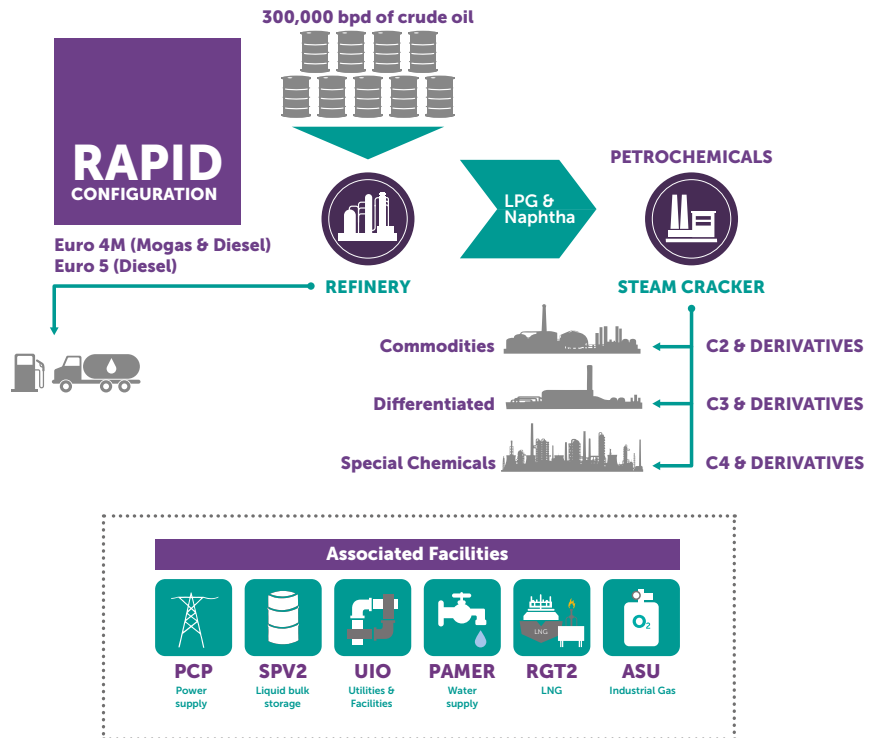 300,000 bpd of crude oil
RAPID
CONFIGURATION
PETROCHEMICALS
LPG &
Naphtha
Euro 4M (Mogas & Diesel)
Euro 5 (Diesel)
REFINERY
STEAM CRACKER
Commodities
C2 & DERIVATIVES
Differentiated
C3 & DERIVATIVES
Special Chemicals
C4 & DERIVATIVES
Associated Facilities
LNG
O2
PCP
Power
supply
SPV2
Liquid bulk
storage
UIO
Utilities &
Facilities
PAMER
Water
supply
RGT2
LNG
ASU
Industrial Gas